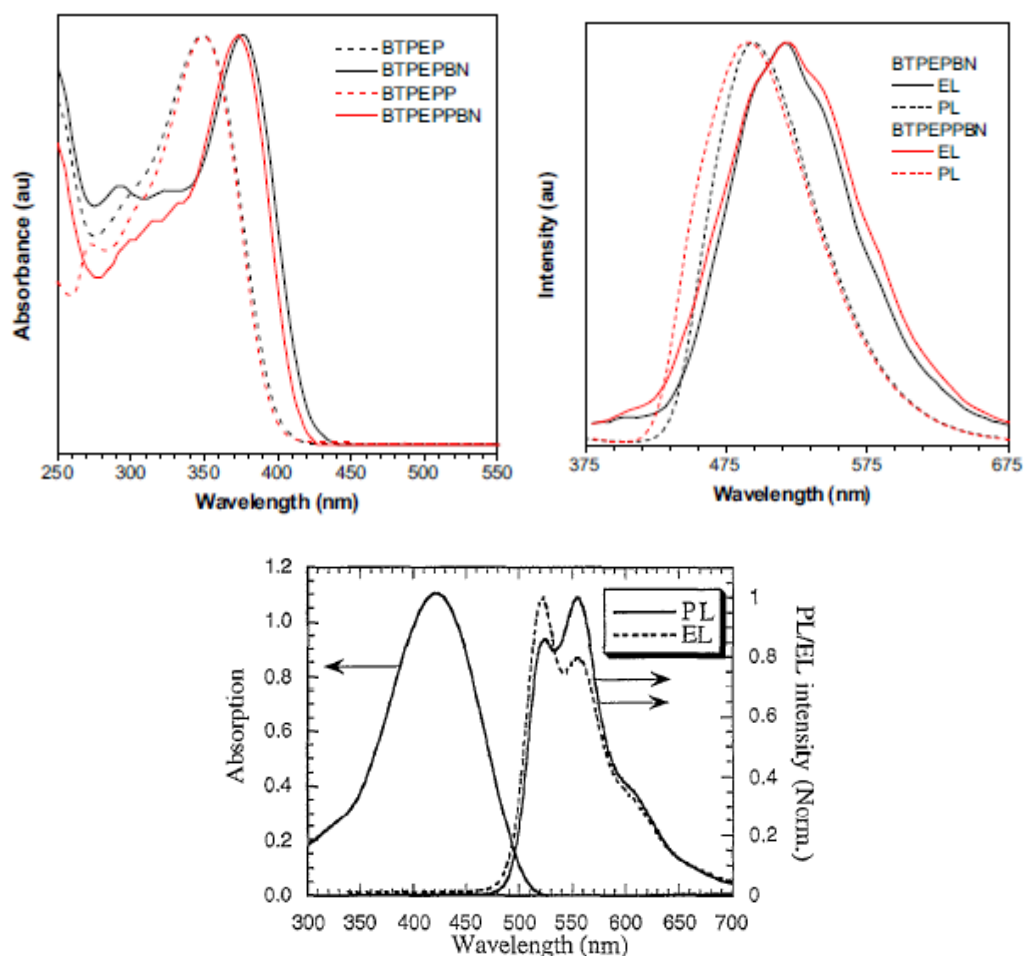 BTPEP
BTPEPBN
BTPEPP
BTPEPPBN
Absorbance (au)
250 300 350 400 450 500 550
Wavelength (nm)
BTPEPBN
EL
PL
BTPEPPBN
EL
PL
Intensity (au)
375 475 575 675
Wavelength (nm)
1.2
1.0
0.8
0.6
0.4
0.2
0.0
Absorption
PL
EL
1
0.8
0.6
0.4
0.2
0
PL/EL intensity (Norm.)
300 350 400 450 500 550 600 650 700
Wavelength (nm)